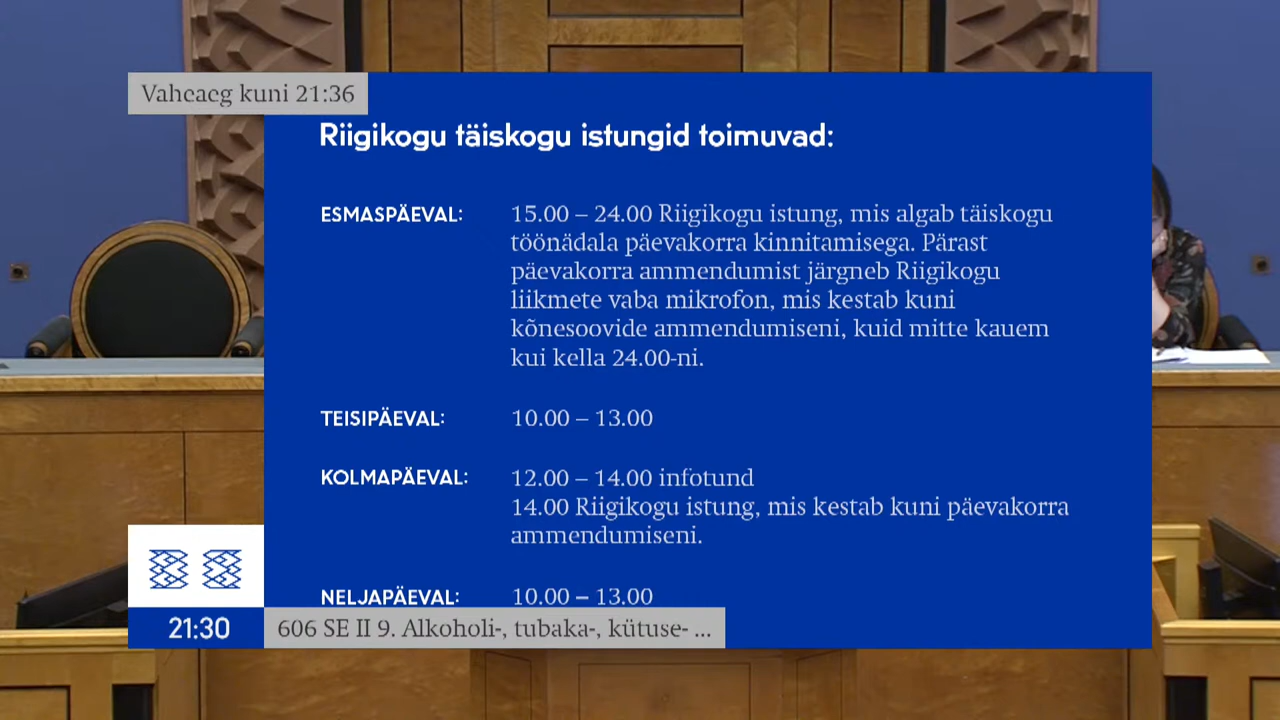 Vaheaeg kuni 21:36
Riigikogu täiskogu istungid toimuvad:
ESMASPÄEVAL:
15.00 – 24.00 Riigikogu istung, mis algab täiskogu
töönädala päevakorra kinnitamisega. Pärast
päevakorra ammendumist järgneb Riigikogu
liikmete vaba mikrofon, mis kestab kuni
kõnesoovide ammendumiseni, kuid mitte kauem
kui kella 24.00-ni.
TEISIPÄEVAL:
10.00 – 13.00
KOLMAPÄEVAL:
12.00 – 14.00 infotund
14.00 Riigikogu istung, mis kestab kuni päevakorra
ammendumiseni.
NELJAPÄEVAL:
10.00 – 13.00
21:30
606 SE II 9. Alkoholi-, tubaka-, kütuse- ...